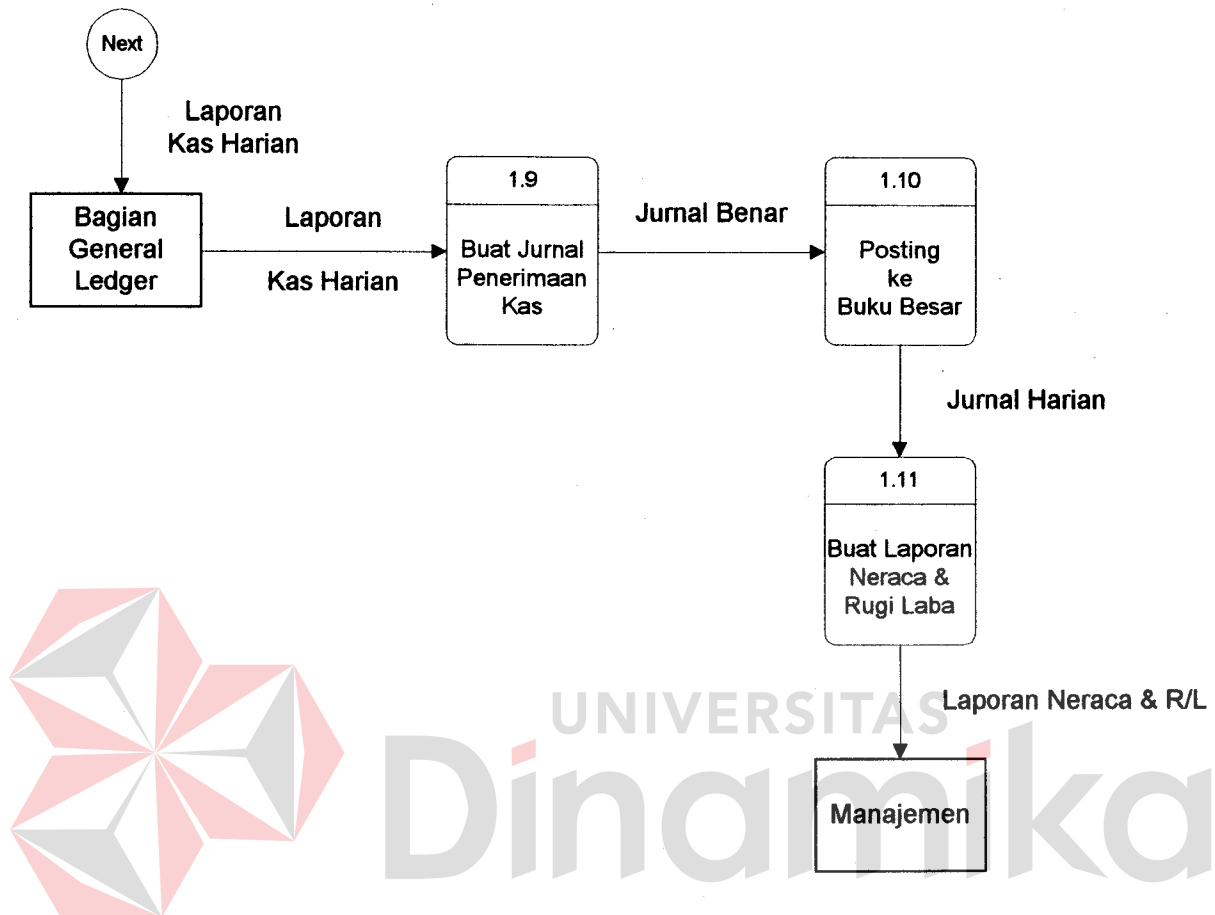 Next
Laporan
Kas Harian
Bagian
General
Ledger
Laporan
Kas Harian
1.9
Buat Jurnal
Penerimaan
Kas
Jurnal Benar
1.10
Posting
ke
Buku Besar
Jurnal Harian
1.11
Buat Laporan
Neraca &
Rugi Laba
Laporan Neraca & R/L
Manajemen
UNIVERSITAS
Dinamika